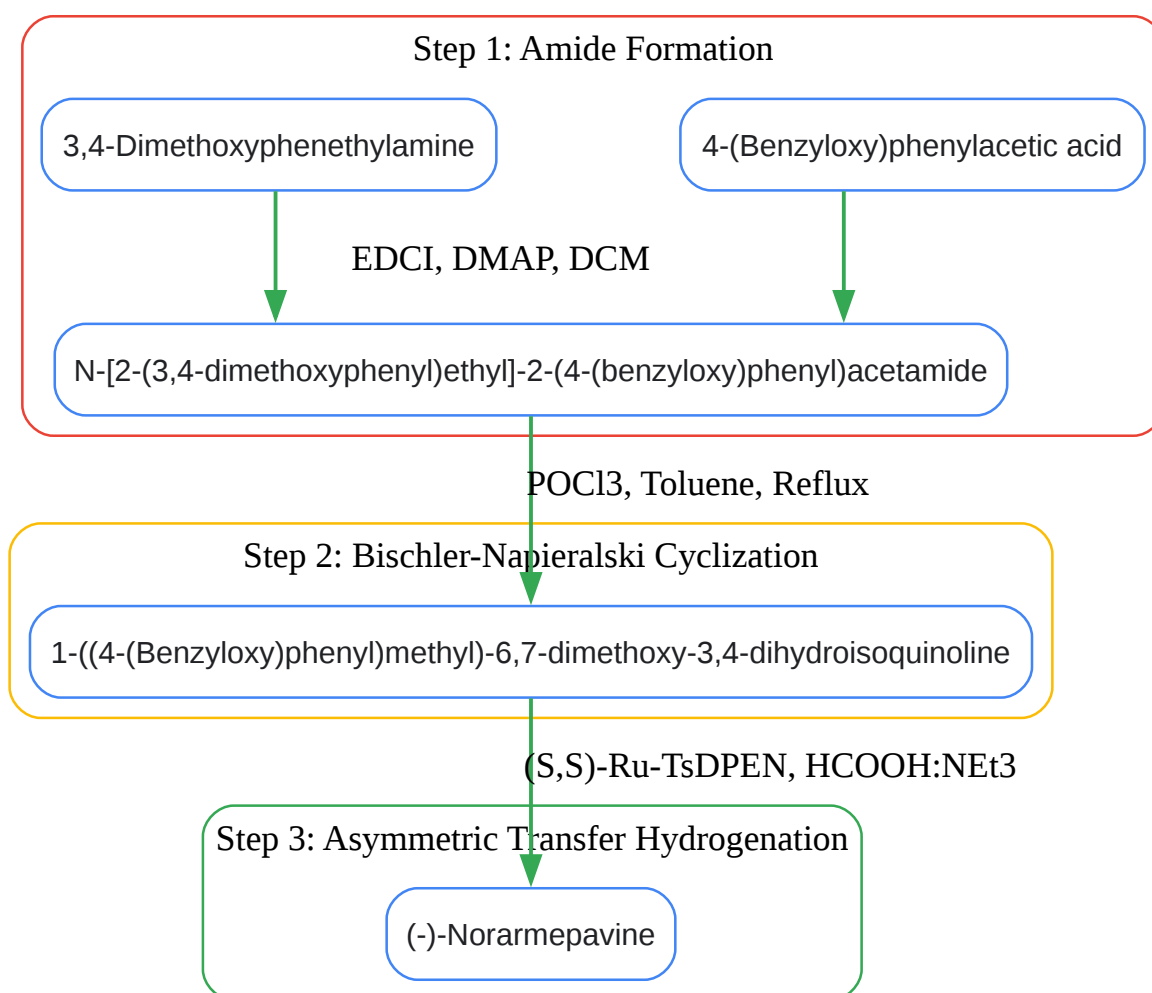 Step 1: Amide Formation
3,4-Dimethoxyphenethylamine
4-(Benzyloxy)phenylacetic acid
EDCI, DMAP, DCM
N-[2-(3,4-dimethoxyphenyl)ethyl]-2-(4-(benzyloxy)phenyl)acetamide
POCl3, Toluene, Reflux
Step 2: Bischler-Napieralski Cyclization
1-((4-(Benzyloxy)phenyl)methyl)-6,7-dimethoxy-3,4-dihydroisoquinoline
(S,S)-Ru-TsDPEN, HCOOH:NEt3
Step 3: Asymmetric Transfer Hydrogenation
(-)-Norarmepavine